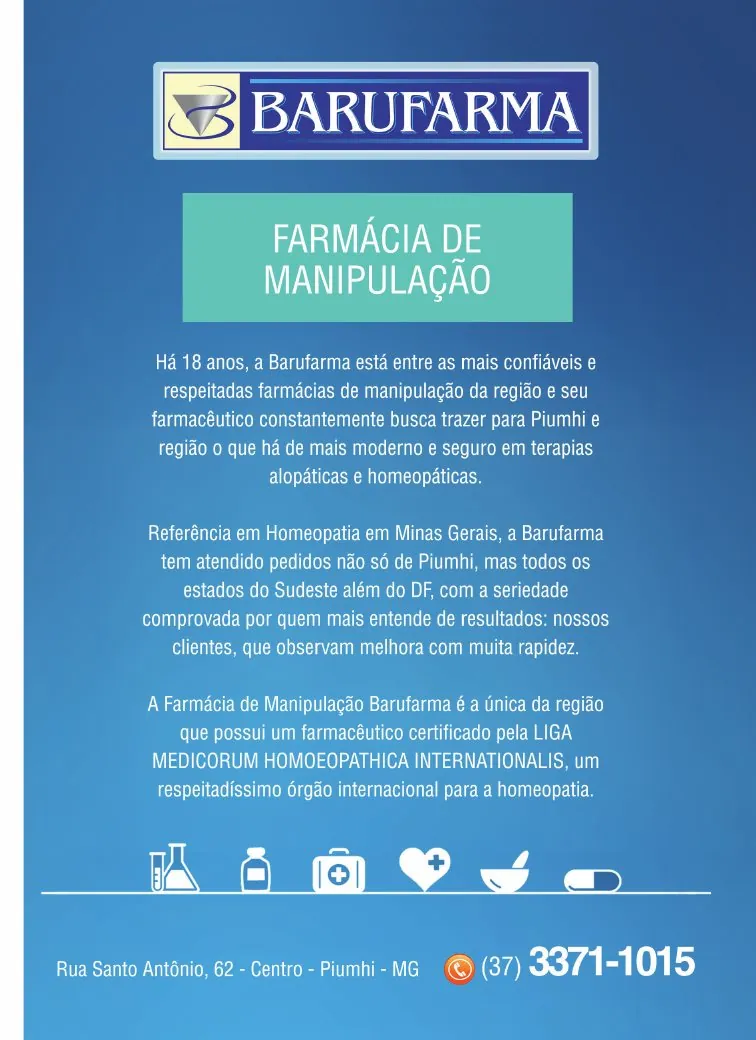 BARUFARMA
FARMÁCIA DE
MANIPULAÇÃO
Há 18 anos, a Barufarma está entre as mais confiáveis e
respeitadas farmácias de manipulação da região e seu
farmacêutico constantemente busca trazer para Piumhi e
região o que há de mais moderno e seguro em terapias
alopáticas e homeopáticas.
Referência em Homeopatia em Minas Gerais, a Barufarma
tem atendido pedidos não só de Piumhi, mas todos os
estados do Sudeste além do DF, com a seriedade
comprovada por quem mais entende de resultados: nossos
clientes, que observam melhora com muita rapidez.
A Farmácia de Manipulação Barufarma é a única da região
que possui um farmacêutico certificado pela LIGA
MEDICORUM HOMOEOPATHICA INTERNATIONALIS, um
respeitadíssimo órgão internacional para a homeopatia.
Rua Santo Antônio, 62 - Centro - Piumhi - MG (37) 3371-1015